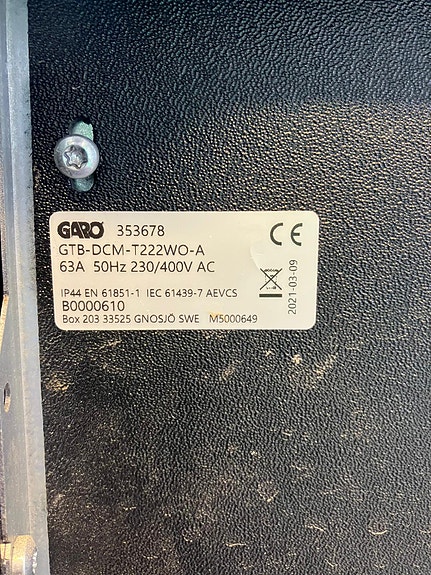 GARO 353678
GTB-DCM-T222WO-A
63A 50Hz 230/400V AC
CE
IP44 EN 61851-1 IEC 61439-7 AEVCS
B0000610
Box 203 33525 GNOSJÖ SWE M5000649
2021-03-09